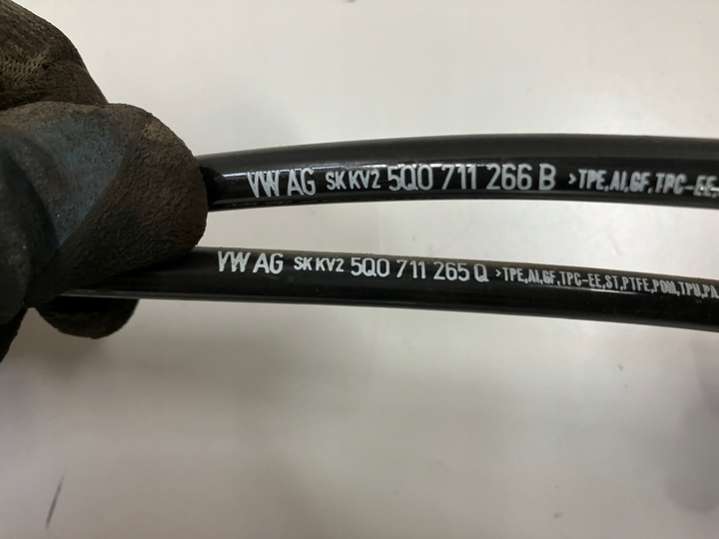 VW AG SK KV2 5Q0 711 266 B >TPE,AI,GF,TPC-EE,
VW AG SK KV2 5Q0 711 265 Q >TPE,AI,GF,TPC-EE,ST,PTFE,POM,TPU,PA